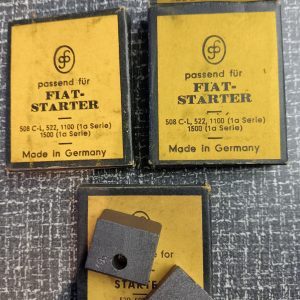 passend für
FIAT-
STARTER
508 C-L, 522, 1100 (1a Serie)
1500 (1a Serie)
Made in Germany
passend für
FIAT-
STARTER
508 C-L, 522, 1100 (1a Serie)
1500 (1a Serie)
Made in Germany
for
STARTER